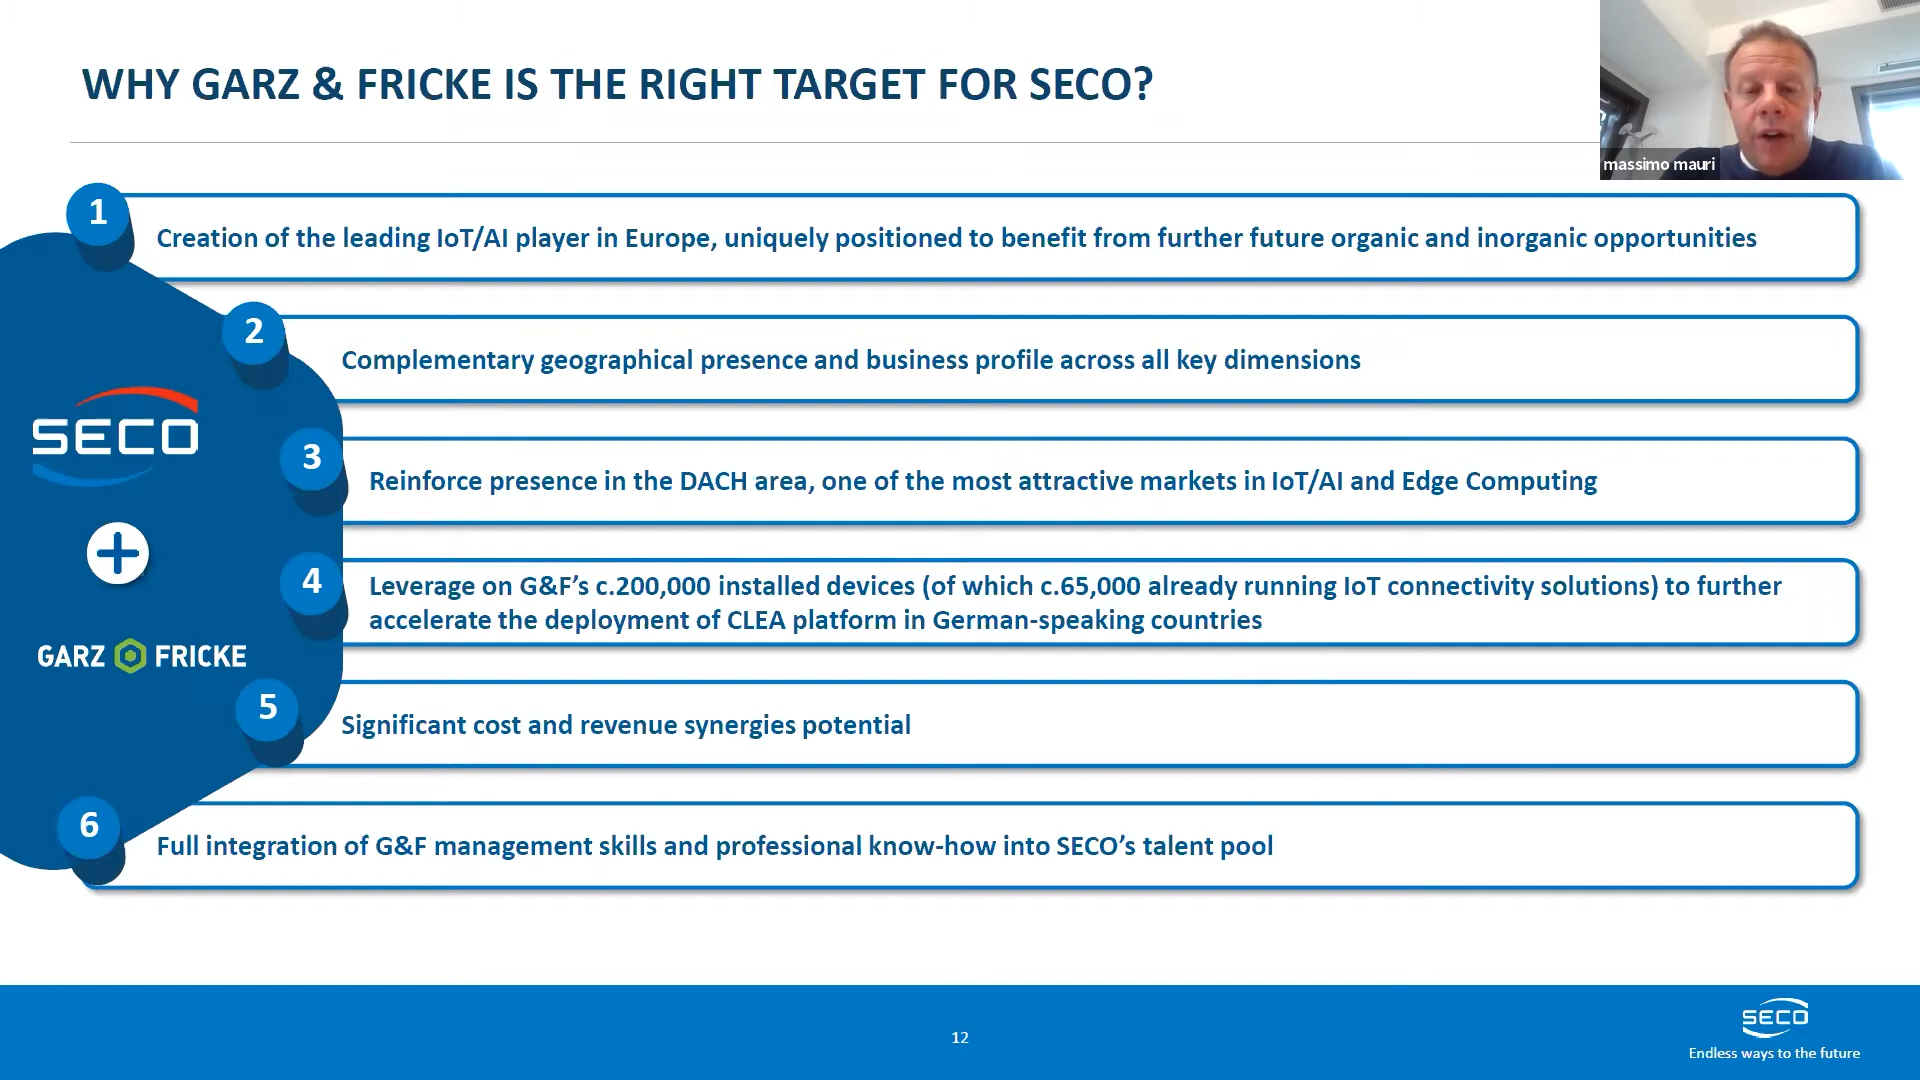 WHY GARZ & FRICKE IS THE RIGHT TARGET FOR SECO?
massimo mauri
1
Creation of the leading IoT/AI player in Europe, uniquely positioned to benefit from further future organic and inorganic opportunities
2
Complementary geographical presence and business profile across all key dimensions
SECO
3
Reinforce presence in the DACH area, one of the most attractive markets in IoT/AI and Edge Computing
4
Leverage on G&F’s c.200,000 installed devices (of which c.65,000 already running IoT connectivity solutions) to further
accelerate the deployment of CLEA platform in German-speaking countries
GARZ FRICKE
5
Significant cost and revenue synergies potential
6
Full integration of G&F management skills and professional know-how into SECO’s talent pool
12
SECO
Endless ways to the future